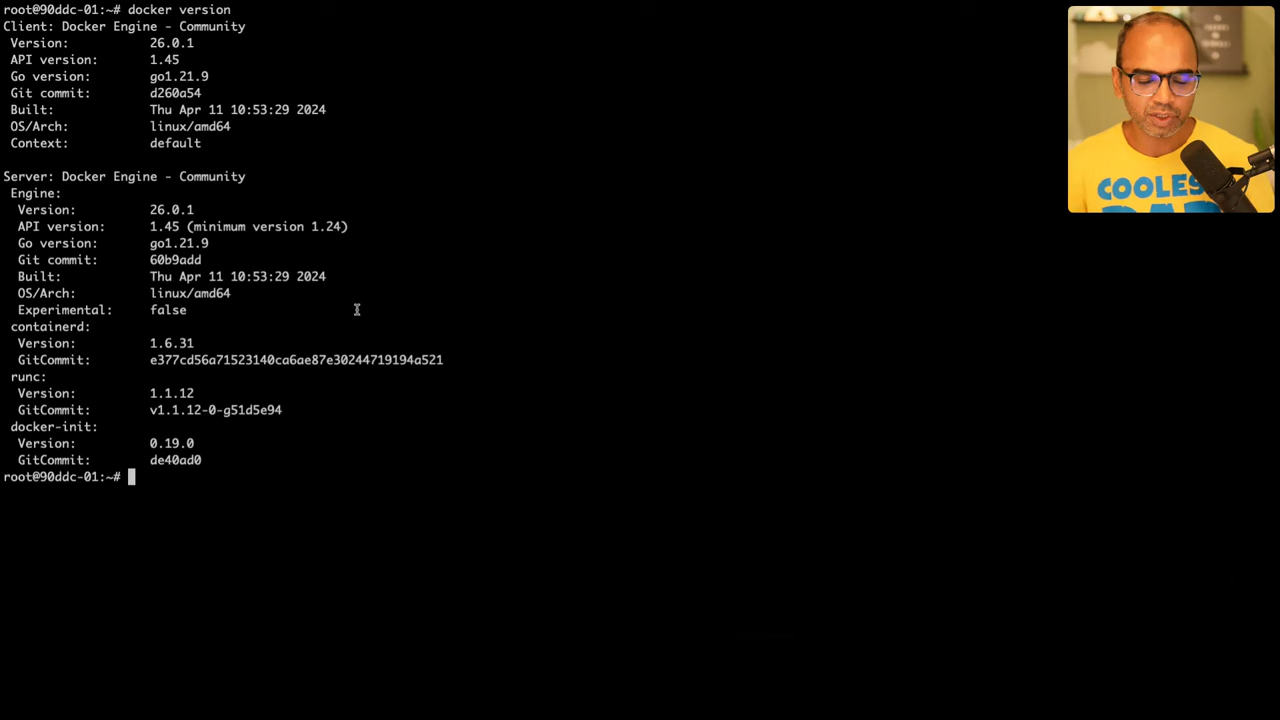 root@90ddc-01:~# docker version
Client: Docker Engine - Community
Version: 26.0.1
API version: 1.45
Go version: go1.21.9
Git commit: d260a54
Built: Thu Apr 11 10:53:29 2024
OS/Arch: linux/amd64
Context: default
Server: Docker Engine - Community
Engine:
Version: 26.0.1
API version: 1.45 (minimum version 1.24)
Go version: go1.21.9
Git commit: 60b9add
Built: Thu Apr 11 10:53:29 2024
OS/Arch: linux/amd64
Experimental: false
containerd:
Version: 1.6.31
GitCommit: e377cd56a71523140ca6ae87e30244719194a521
runc:
Version: 1.1.12
GitCommit: v1.1.12-0-g51d5e94
docker-init:
Version: 0.19.0
GitCommit: de40ad0
root@90ddc-01:~#